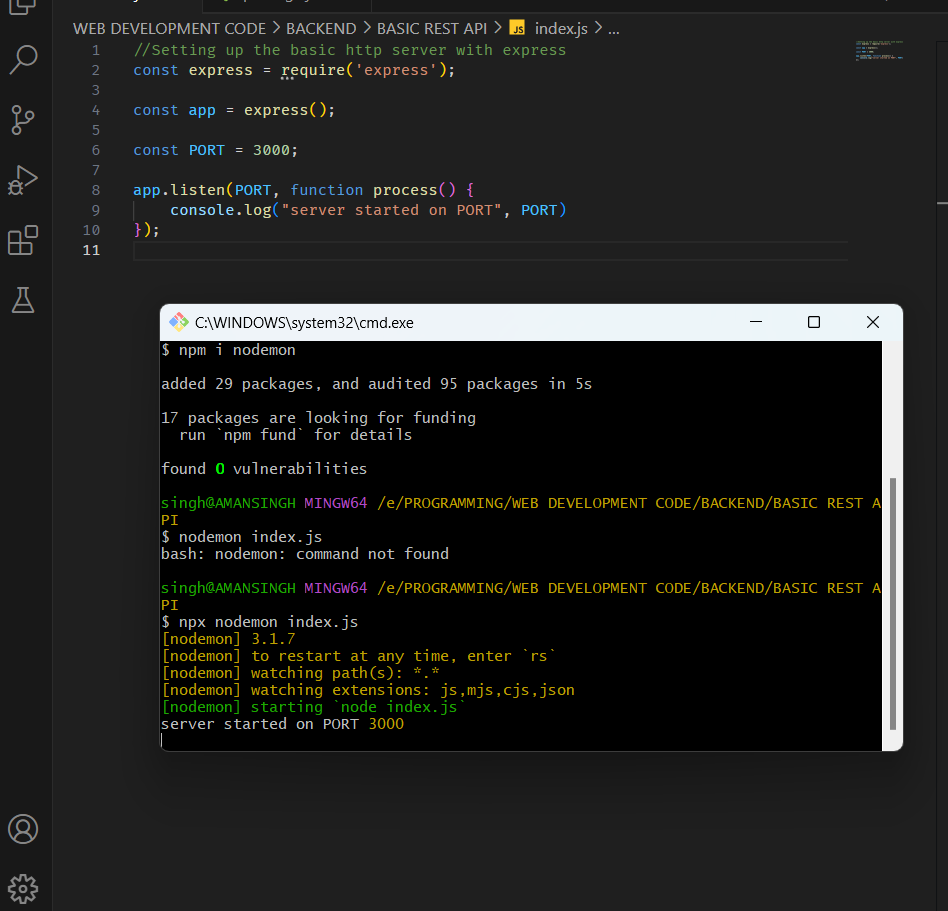 WEB DEVELOPMENT CODE > BACKEND > BASIC REST API > JS index.js > ...
1 //Setting up the basic http server with express
2 const express = require('express');
3
4 const app = express();
5
6 const PORT = 3000;
7
8 app.listen(PORT, function process() {
9     console.log("server started on PORT", PORT)
10 });
11
C:\WINDOWS\system32\cmd.exe
$ npm i nodemon
added 29 packages, and audited 95 packages in 5s
17 packages are looking for funding
  run `npm fund` for details
found 0 vulnerabilities
singh@AMANSINGH MINGW64 /e/PROGRAMMING/WEB DEVELOPMENT CODE/BACKEND/BASIC REST A
PI
$ nodemon index.js
bash: nodemon: command not found
singh@AMANSINGH MINGW64 /e/PROGRAMMING/WEB DEVELOPMENT CODE/BACKEND/BASIC REST A
PI
$ npx nodemon index.js
[nodemon] 3.1.7
[nodemon] to restart at any time, enter `rs`
[nodemon] watching path(s): *.*
[nodemon] watching extensions: js,mjs,cjs,json
[nodemon] starting `node index.js`
server started on PORT 3000